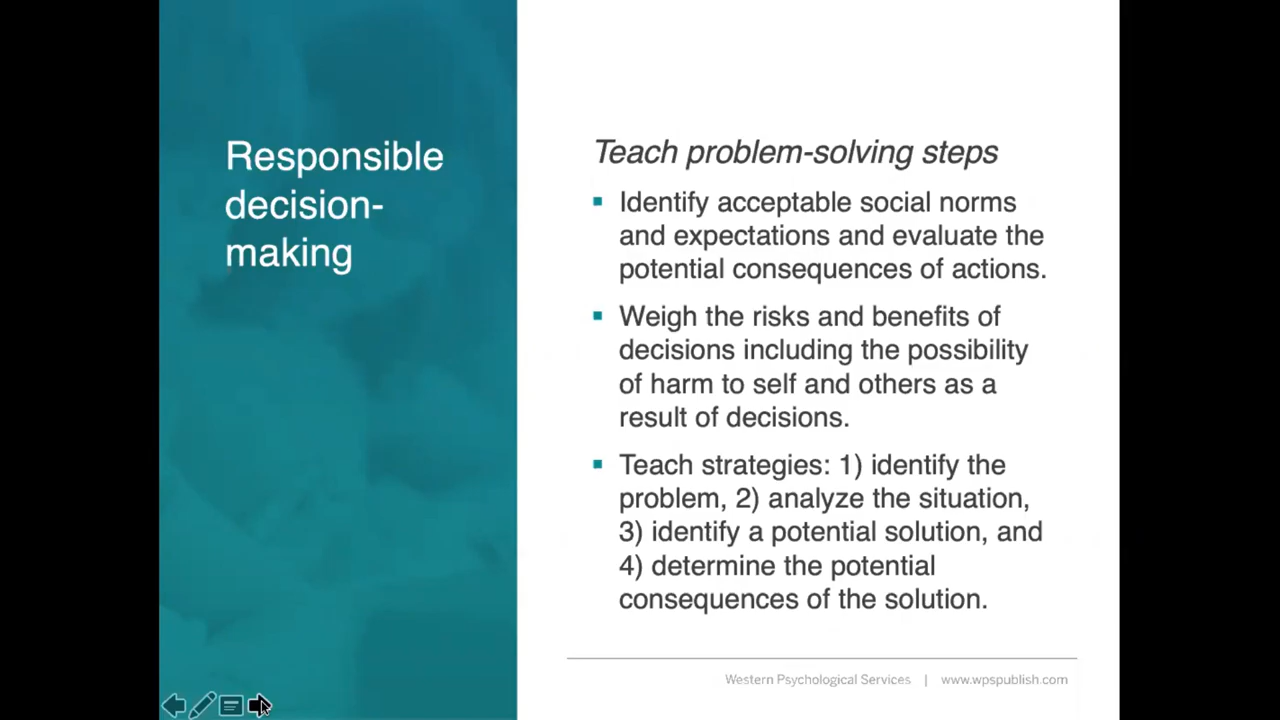 Responsible
decision-
making
Teach problem-solving steps
▪ Identify acceptable social norms
and expectations and evaluate the
potential consequences of actions.
▪ Weigh the risks and benefits of
decisions including the possibility
of harm to self and others as a
result of decisions.
▪ Teach strategies: 1) identify the
problem, 2) analyze the situation,
3) identify a potential solution, and
4) determine the potential
consequences of the solution.
Western Psychological Services | www.wpspublish.com